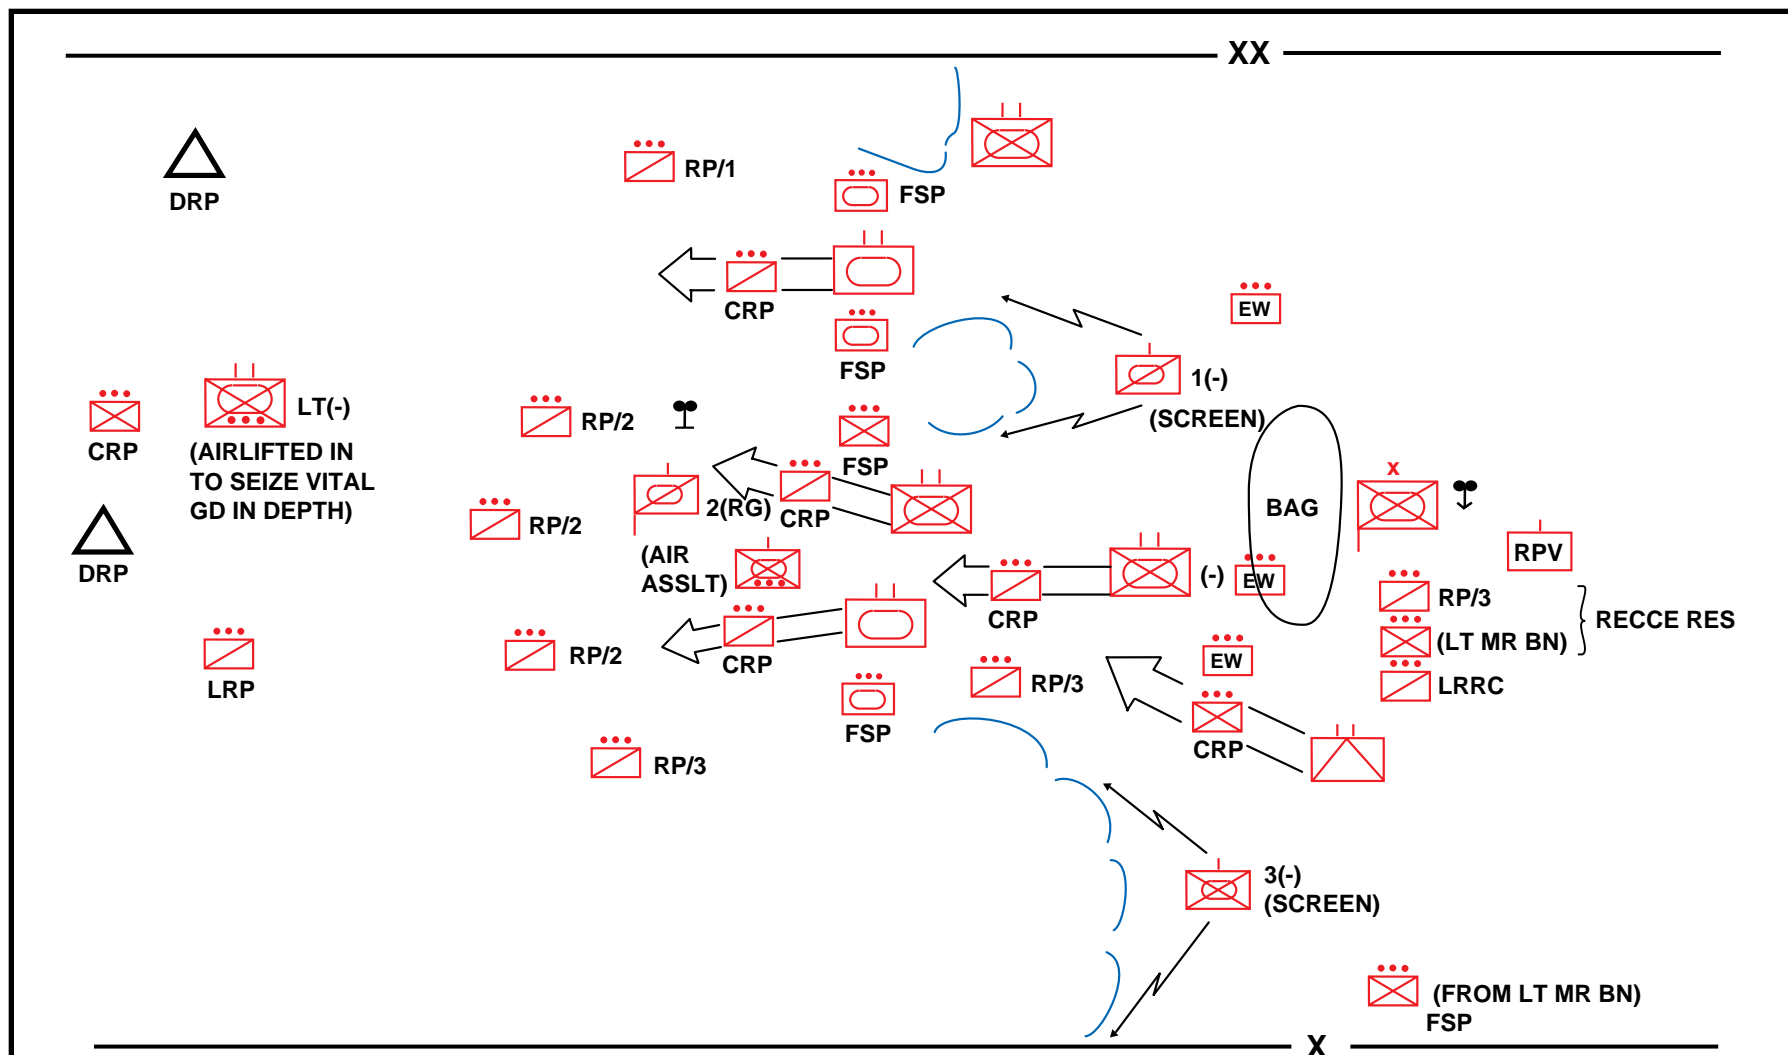 XX
DRP
RP/1
FSP
CRP
EW
FSP
1(-)
(SCREEN)
LT(-)
CRP
(AIRLIFTED IN
TO SEIZE VITAL
GD IN DEPTH)
RP/2
FSP
X
BAG
2(RG)
CRP
RP/2
(AIR
ASSLT)
DRP
(-)
EW
RPV
RP/3
CRP
RECCE RES
(LT MR BN)
RP/2
CRP
EW
LRP
RP/3
LRRC
FSP
CRP
RP/3
3(-)
(SCREEN)
(FROM LT MR BN)
FSP
X